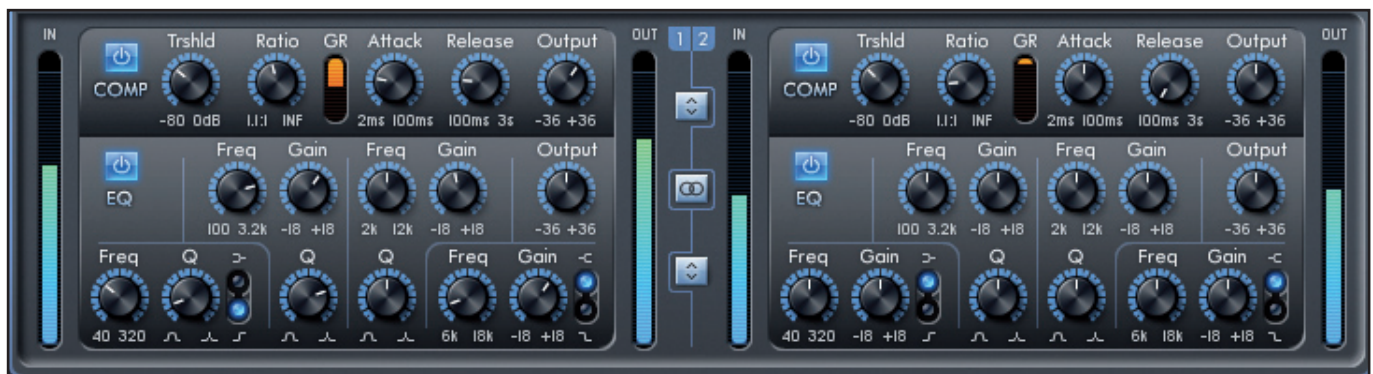 IN
Trshld Ratio GR Attack Release Output
COMP
-80 0dB 1.1:1 INF 2ms 100ms 100ms 3s -36 +36
Freq Gain Freq Gain Output
EQ
100 3.2k -18 +18 2k 12k -18 +18 -36 +36
Freq Q Q Q Freq Gain
40 320 6k 18k -18 +18
OUT
1 2
IN
Trshld Ratio GR Attack Release Output
COMP
-80 0dB 1.1:1 INF 2ms 100ms 100ms 3s -36 +36
Freq Gain Freq Gain Output
EQ
100 3.2k -18 +18 2k 12k -18 +18 -36 +36
Freq Gain Q Q Freq Gain
40 320 -18 +18 6k 18k -18 +18
OUT